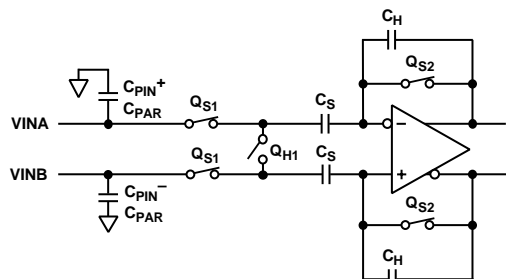 C_H
C_PIN+
C_PAR
Q_S2
Q_S1
C_S
VINA
−
Q_H1
VINB
Q_S1
C_S
+
C_PIN−
C_PAR
Q_S2
C_H